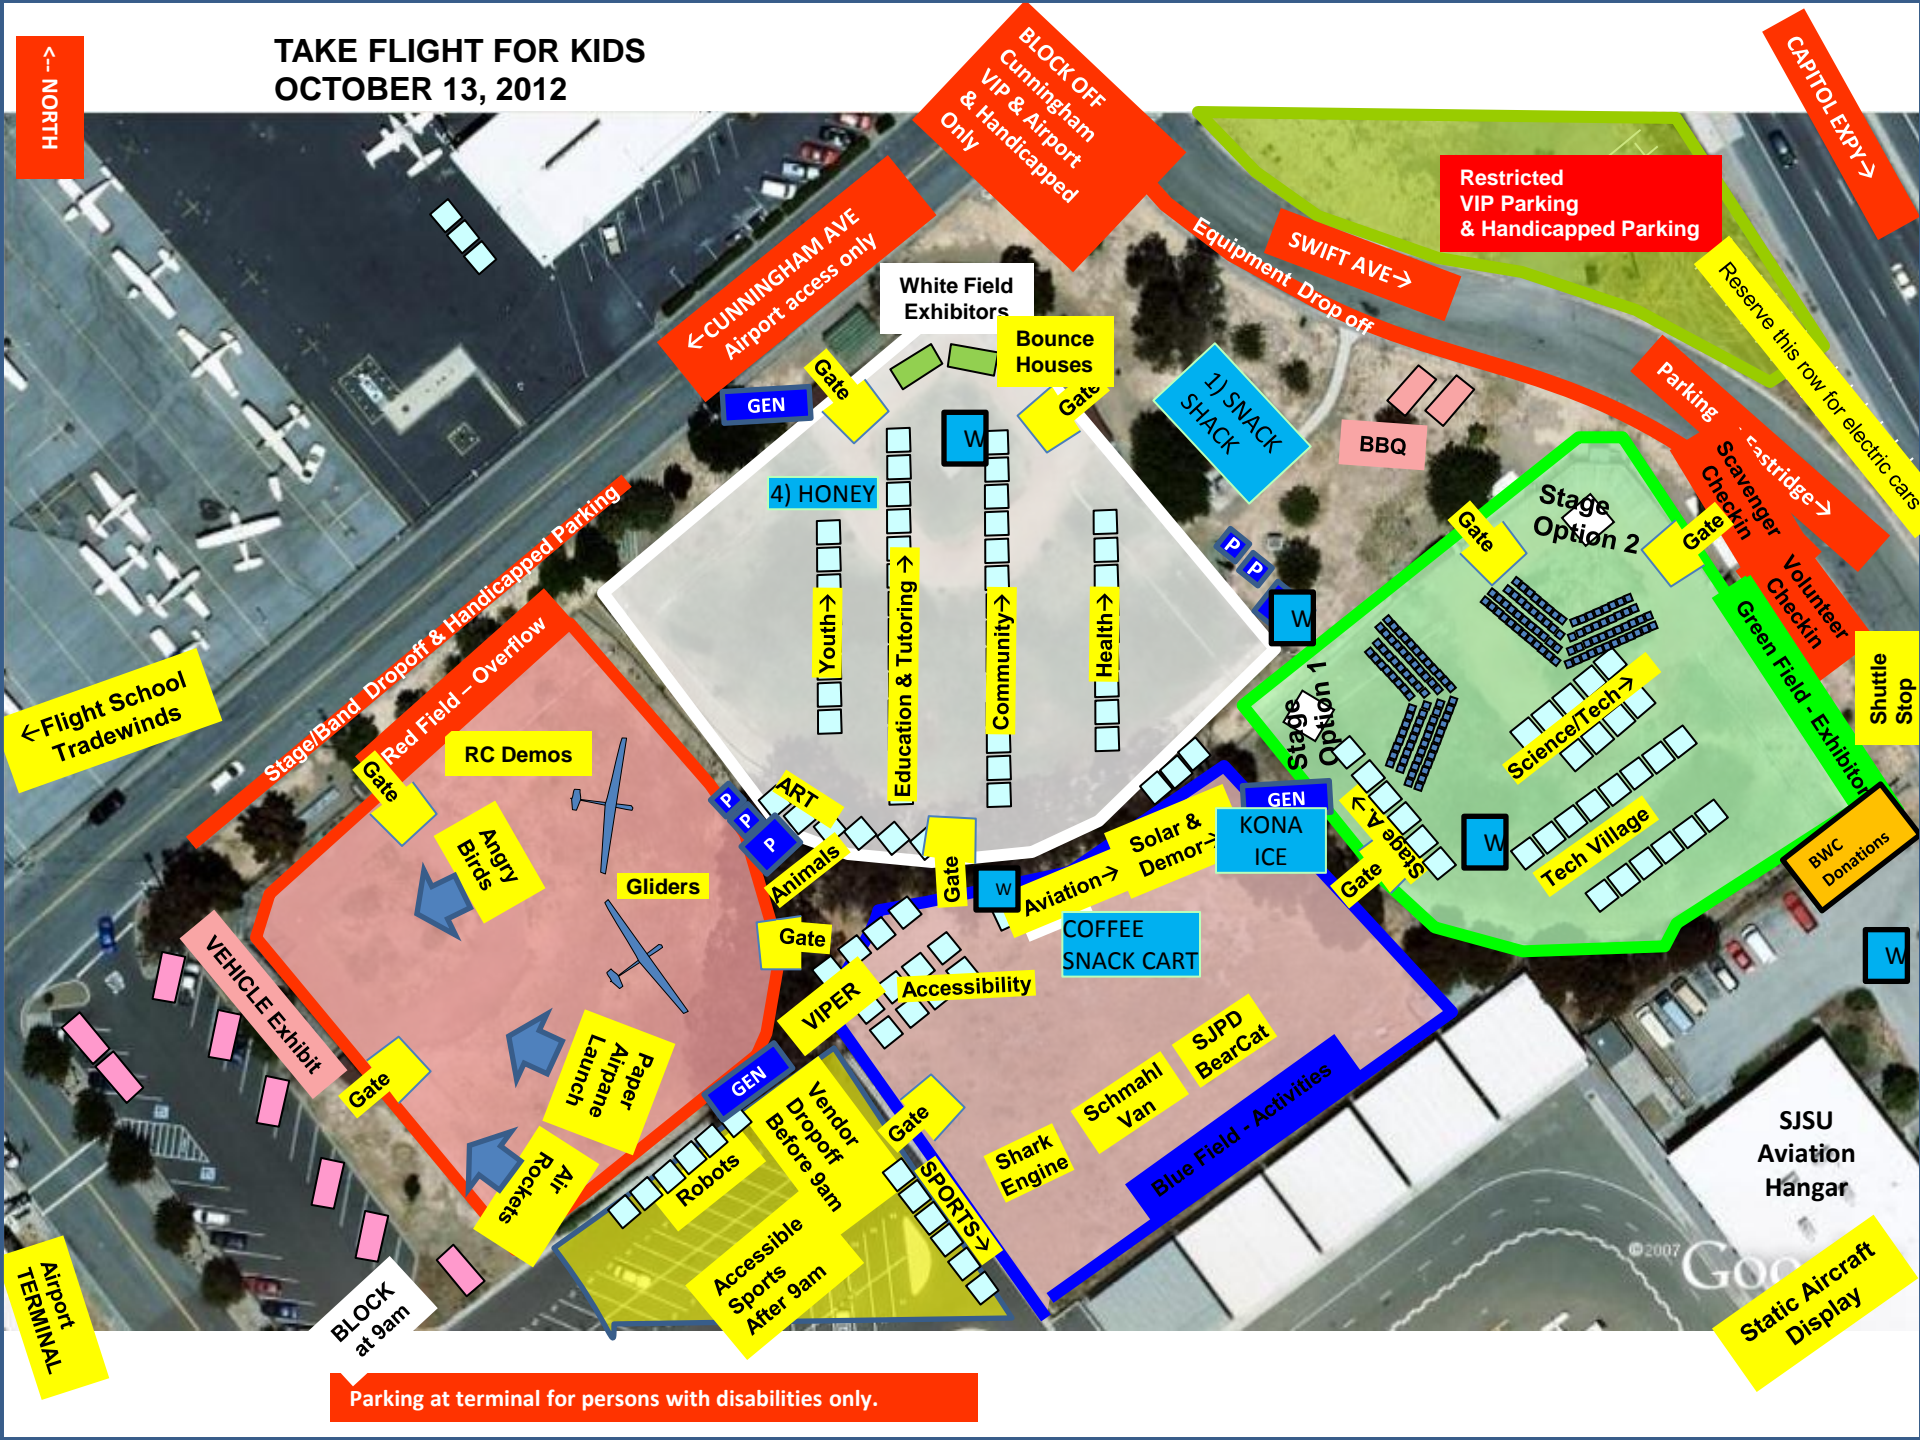 <-- NORTH
TAKE FLIGHT FOR KIDS
OCTOBER 13, 2012
BLOCK OFF
Cunningham
VIP & Airport
& Handicapped
Only
CAPITOL EXPY→
Restricted
VIP Parking
& Handicapped Parking
←CUNNINGHAM AVE
Airport access only
SWIFT AVE→
Equipment Drop off
Reserve this row for electric cars
White Field
Exhibitors
Bounce
Houses
Gate
Gate
GEN
1) SNACK
SHACK
BBQ
Parking
Eastridge→
Scavenger
Checkin
Volunteer
Checkin
4) HONEY
W
Stage
Option 2
Gate
Gate
P
P
W
Stage/Band Dropoff & Handicapped Parking
Red Field – Overflow
Youth→
Education & Tutoring→
Community→
Health→
Green Field - Exhibitor
Shuttle
Stop
←Flight School
Tradewinds
RC Demos
Gate
Stage
Option 1
Science/Tech→
Tech Village
W
Stage A.→
Gate
ART
P
P
P
Animals
Gate
W
Aviation→
Solar &
Demo
GEN
KONA
ICE
BWC
Donations
W
Angry
Birds
Gliders
Gate
COFFEE
SNACK CART
VIPER
Accessibility
VEHICLE Exhibit
Gate
Paper
Airpane
Launch
GEN
Vendor
Dropoff
Before 9am
Gate
SJPD
BearCat
Schmahl
Van
Shark
Engine
Blue Field - Activities
SJSU
Aviation
Hangar
Air
Rockets
Robots
SPORTS→
Accessible
Sports
After 9am
©2007
Static Aircraft
Display
Airport
TERMINAL
BLOCK
at 9am
Parking at terminal for persons with disabilities only.